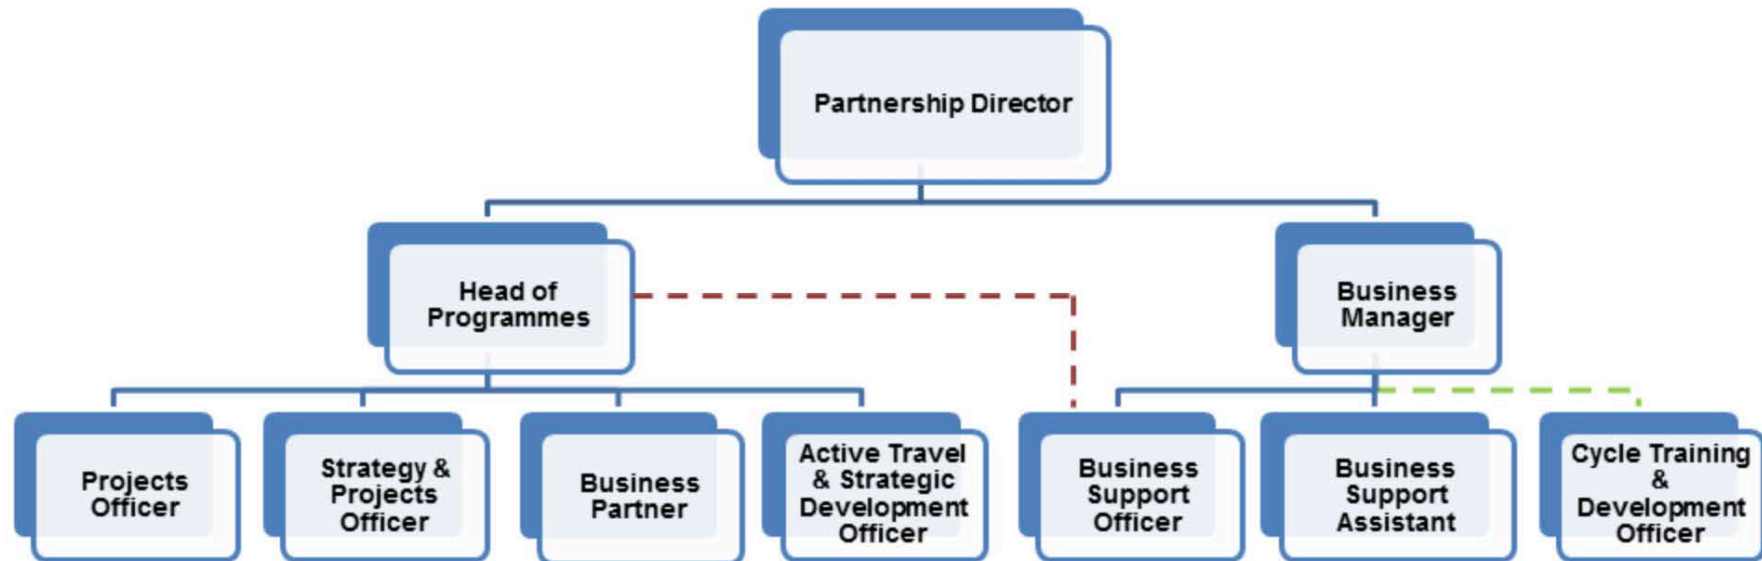 Partnership Director
Head of
Programmes
Business
Manager
Projects
Officer
Strategy &
Projects
Officer
Business
Partner
Active Travel
& Strategic
Development
Officer
Business
Support
Officer
Business
Support
Assistant
Cycle Training
&
Development
Officer